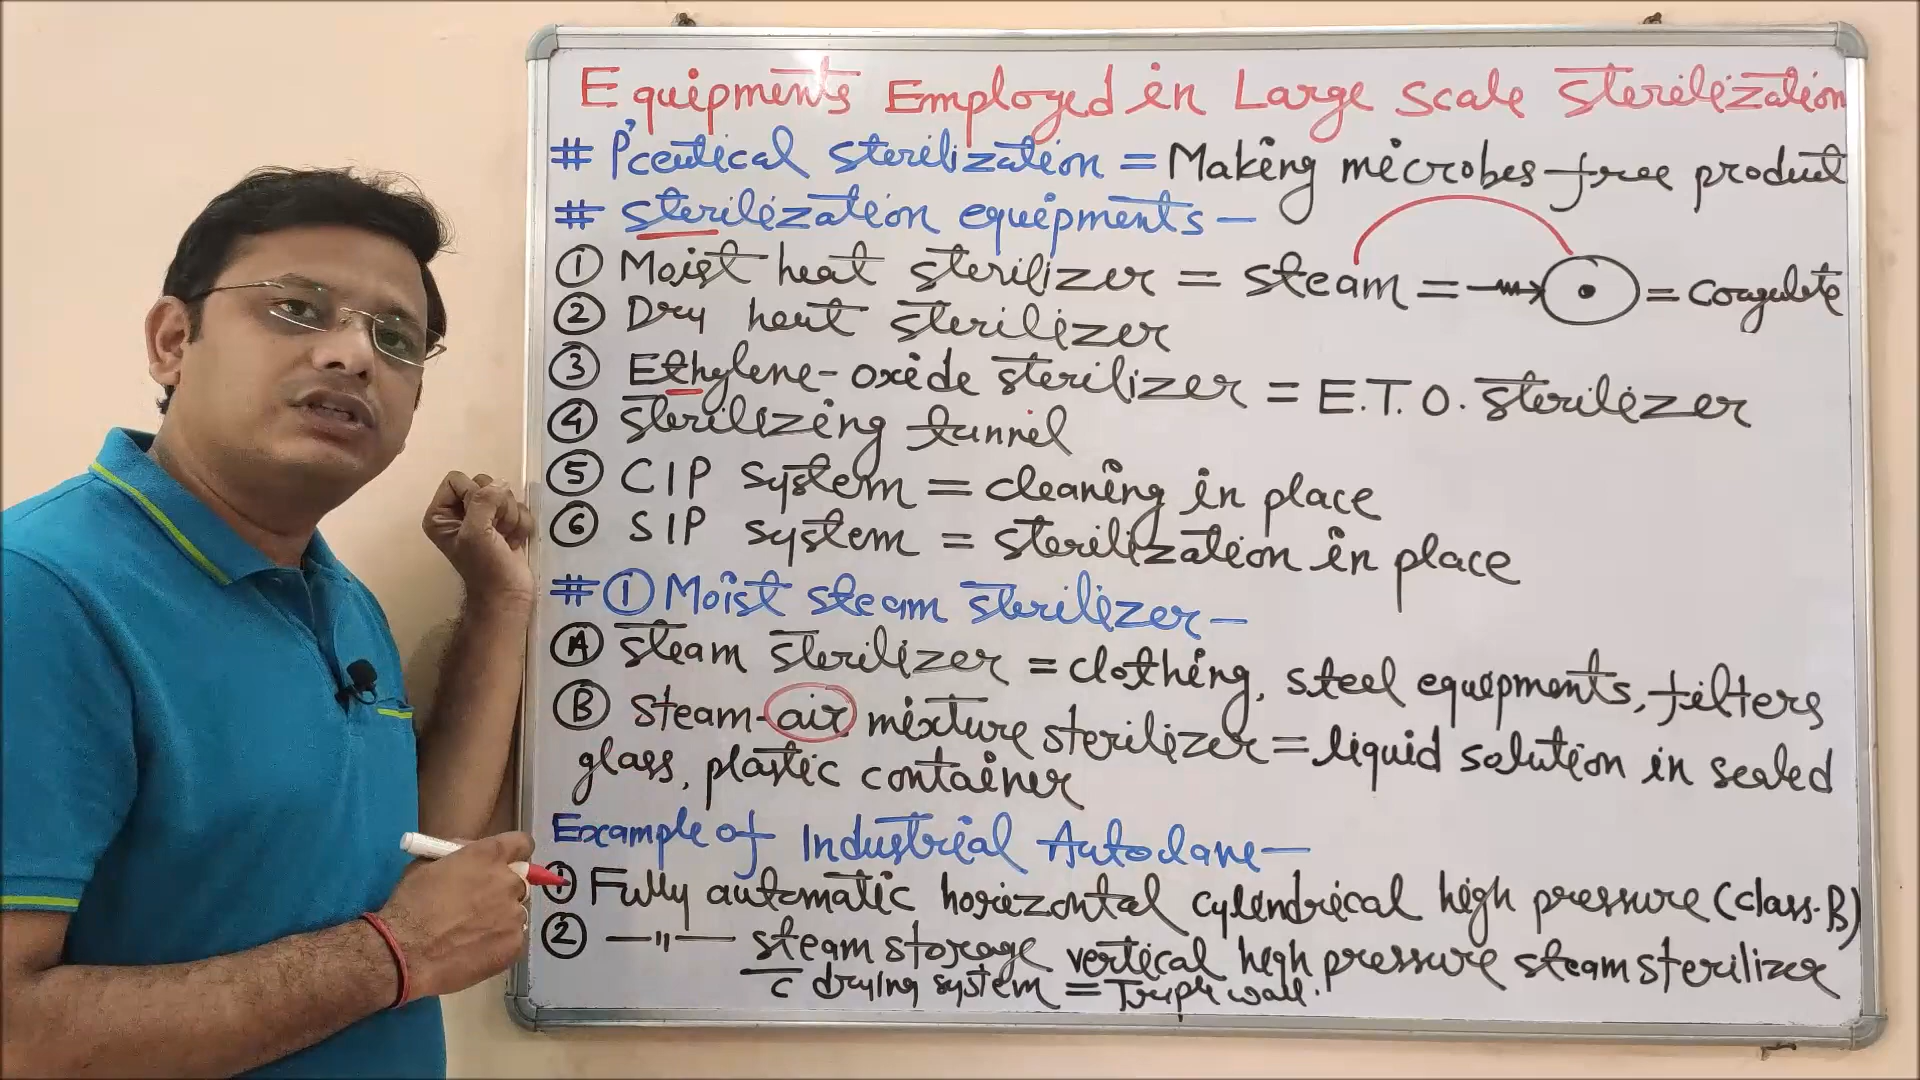 Equipments Employed in Large Scale Sterilization
# P'ceutical sterilization = Making microbes-free product
# sterilization equipments -
① Moist heat sterilizer = steam = → = coagulate
② Dry heat sterilizer
③ Ethylene-oxide sterilizer = E.T.O. sterilizer
④ sterilizing tunnel
⑤ CIP system = cleaning in place
⑥ SIP system = sterilization in place
# ① Moist steam sterilizer -
Ⓐ steam sterilizer = clothing, steel equipments, filters
Ⓑ steam-air mixture sterilizer = liquid solution in sealed
glass, plastic container
Example of Industrial Autoclave -
① Fully automatic horizontal cylendrical high pressure (class-B)
② —〃— steam storage vertical high pressure steam sterilizer
c̅ drying system = Triple wall.